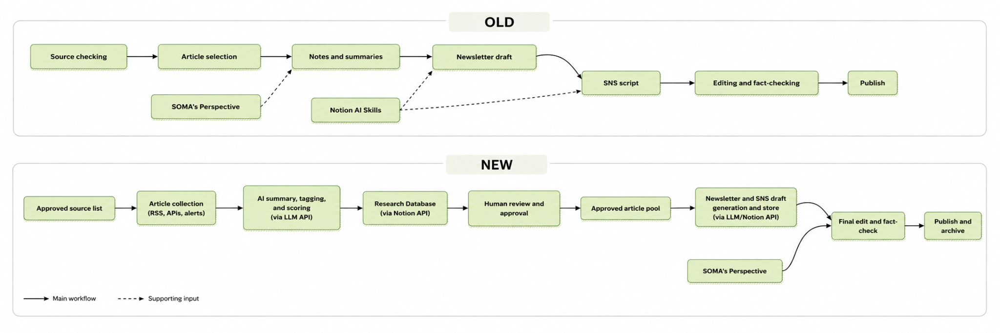 OLD
Source checking
Article selection
Notes and summaries
Newsletter draft
SNS script
Editing and fact-checking
Publish
SOMA's Perspective
Notion AI Skills
NEW
Approved source list
Article collection
(RSS, APIs, alerts)
AI summary, tagging,
and scoring
(via LLM API)
Research Database
(via Notion API)
Human review and
approval
Approved article pool
Newsletter and SNS draft
generation and store
(via LLM/Notion API)
Final edit and fact-
check
Publish and
archive
SOMA's Perspective
Main workflow
Supporting input